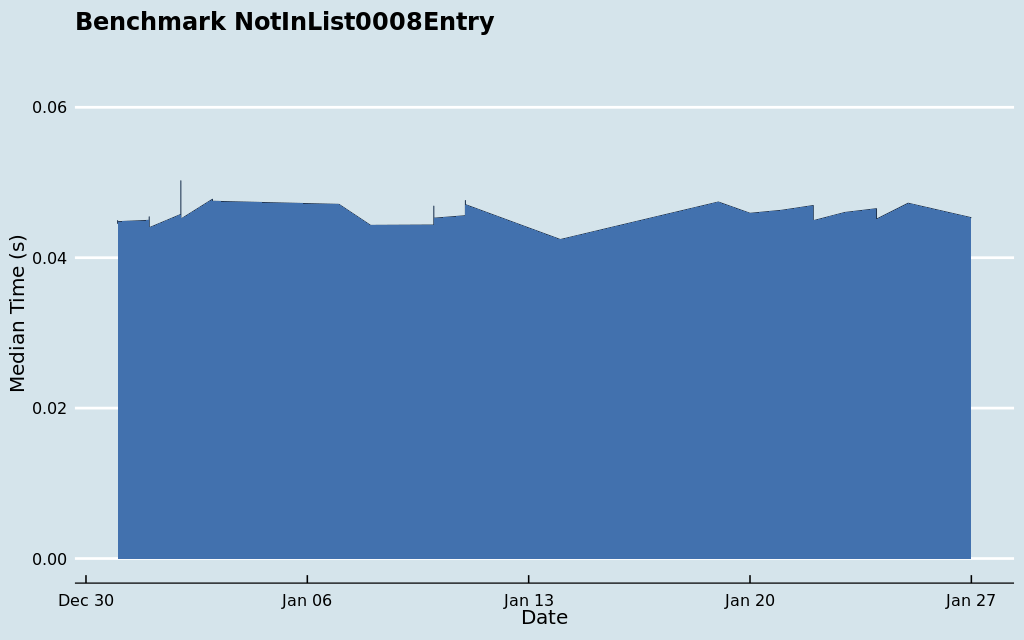 Benchmark NotInList0008Entry
0.06
0.04
0.02
0.00
Median Time (s)
Dec 30
Jan 06
Jan 13
Jan 20
Jan 27
Date